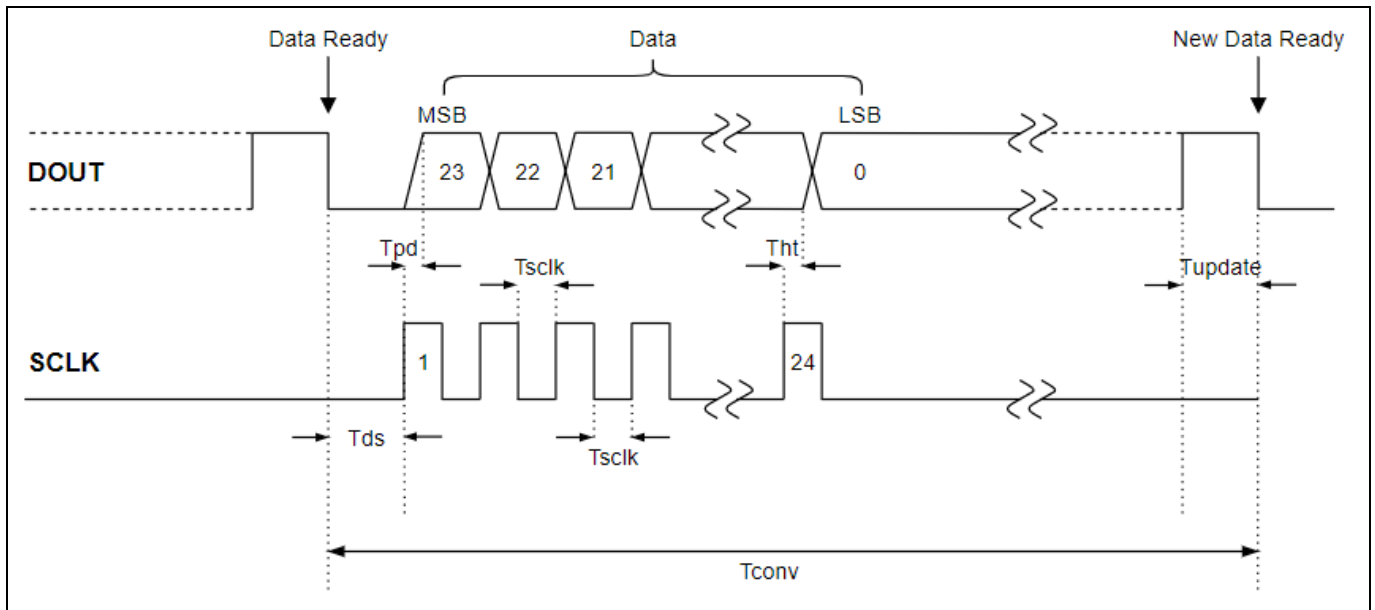 Data Ready
Data
New Data Ready
MSB
LSB
DOUT
23
22
21
0
Tpd
Tsclk
Tht
Tupdate
SCLK
1
24
Tds
Tsclk
Tconv